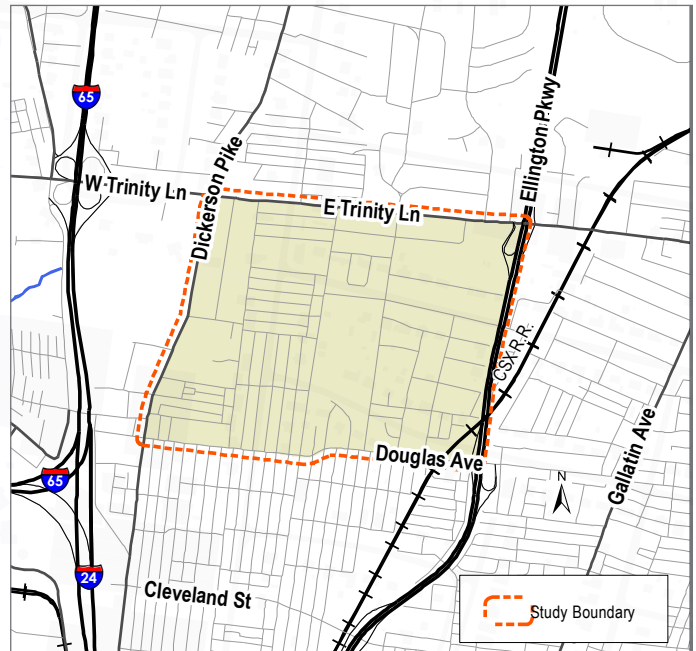 65
Ellington Pkwy
Dickerson Pike
W Trinity Ln
E Trinity Ln
CSX R.R.
Gallatin Ave
Douglas Ave
65
N
24
Cleveland St
Study Boundary